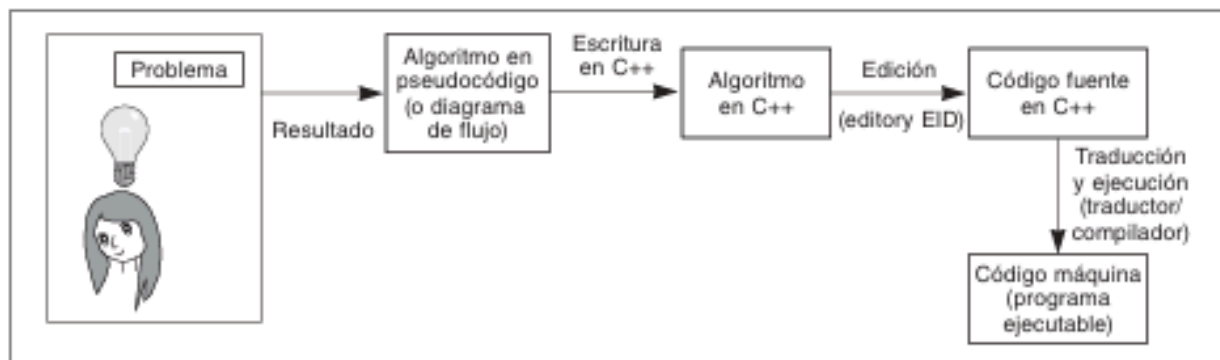 Problema
Resultado
Algoritmo en
pseudocódigo
(o diagrama
de flujo)
Escritura
en C++
Algoritmo
en C++
Edición
(editory EID)
Código fuente
en C++
Traducción
y ejecución
(traductor/
compilador)
Código máquina
(programa
ejecutable)